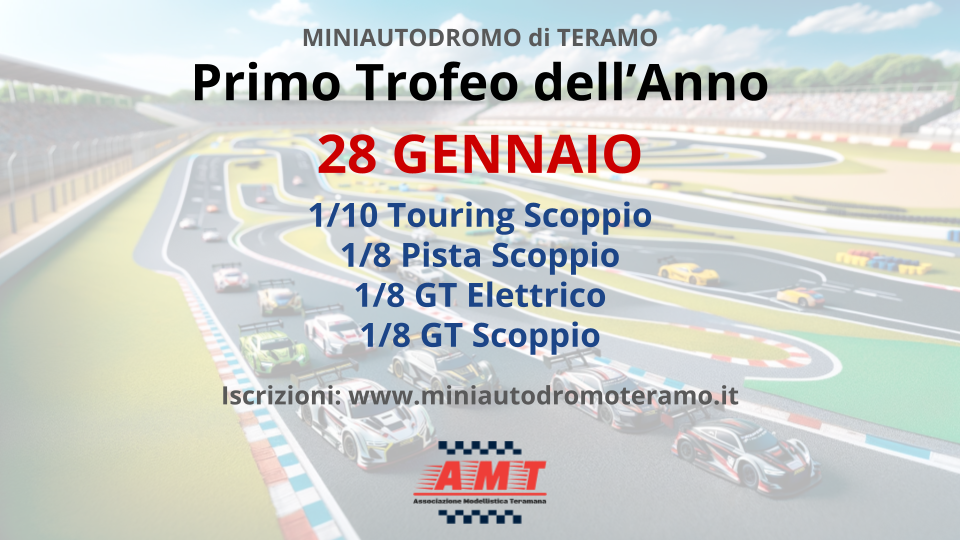 MINIAUTODROMO di TERAMO
Primo Trofeo dell'Anno
28 GENNAIO
1/10 Touring Scoppio
1/8 Pista Scoppio
1/8 GT Elettrico
1/8 GT Scoppio
Iscrizioni: www.miniautodromoteramo.it
AMT
Associazione Modellistica Teramana